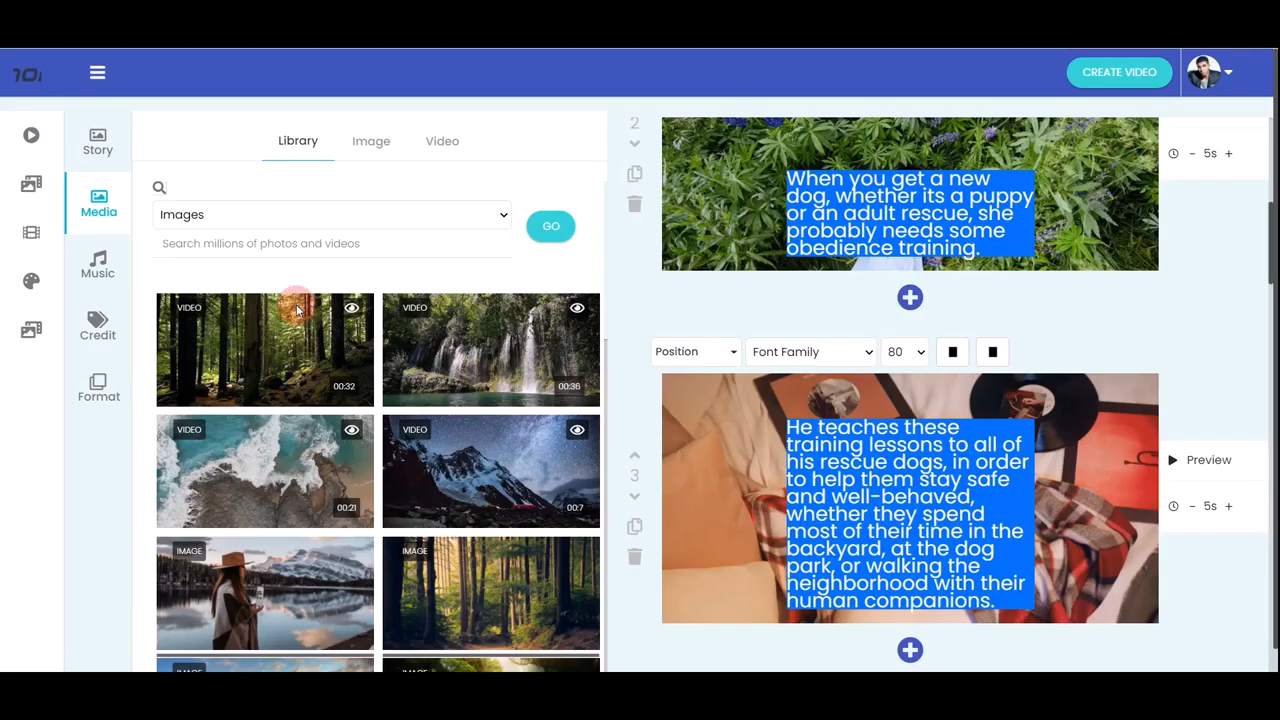 CREATE VIDEO
Story
Media
Music
Credit
Format
Library
Image
Video
Images
Search millions of photos and videos
GO
VIDEO
00:32
VIDEO
00:36
VIDEO
00:21
VIDEO
00:7
IMAGE
IMAGE
2
When you get a new
dog, whether its a puppy
or an adult rescue, she
probably needs some
obedience training.
- 5s +
Position
Font Family
80
3
He teaches these
training lessons to all of
his rescue dogs, in order
to help them stay safe
and well-behaved,
whether they spend
most of their time in the
backyard, at the dog
park, or walking the
neighborhood with their
human companions.
Preview
- 5s +